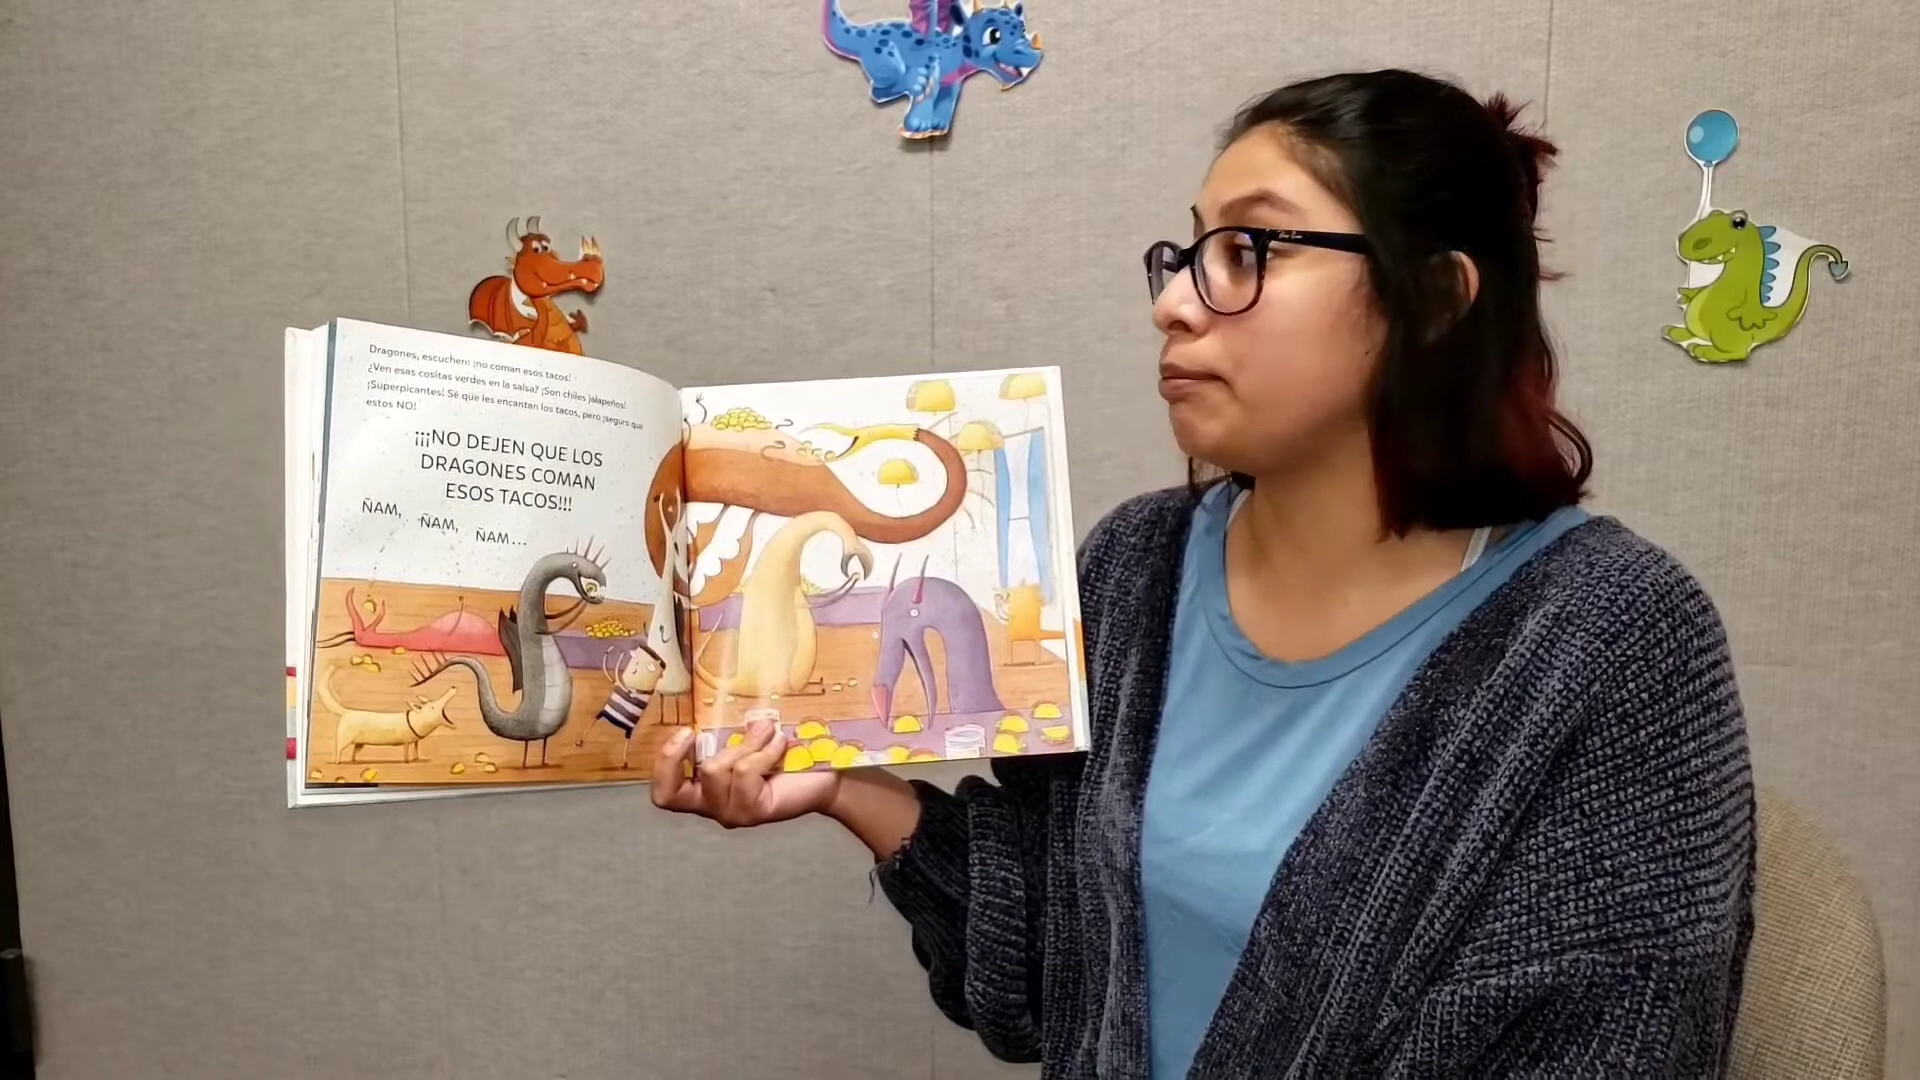 Dragones, escuchen: ¡no coman esos tacos!
¿Ven esas cositas verdes en la salsa? ¡Son chiles jalapeños!
¡Superpicantes! Sé que les encantan los tacos, pero ¡seguro que
estos NO!
¡¡¡NO DEJEN QUE LOS
DRAGONES COMAN
ESOS TACOS!!!
ÑAM, ÑAM, ÑAM...
Ray-Ban